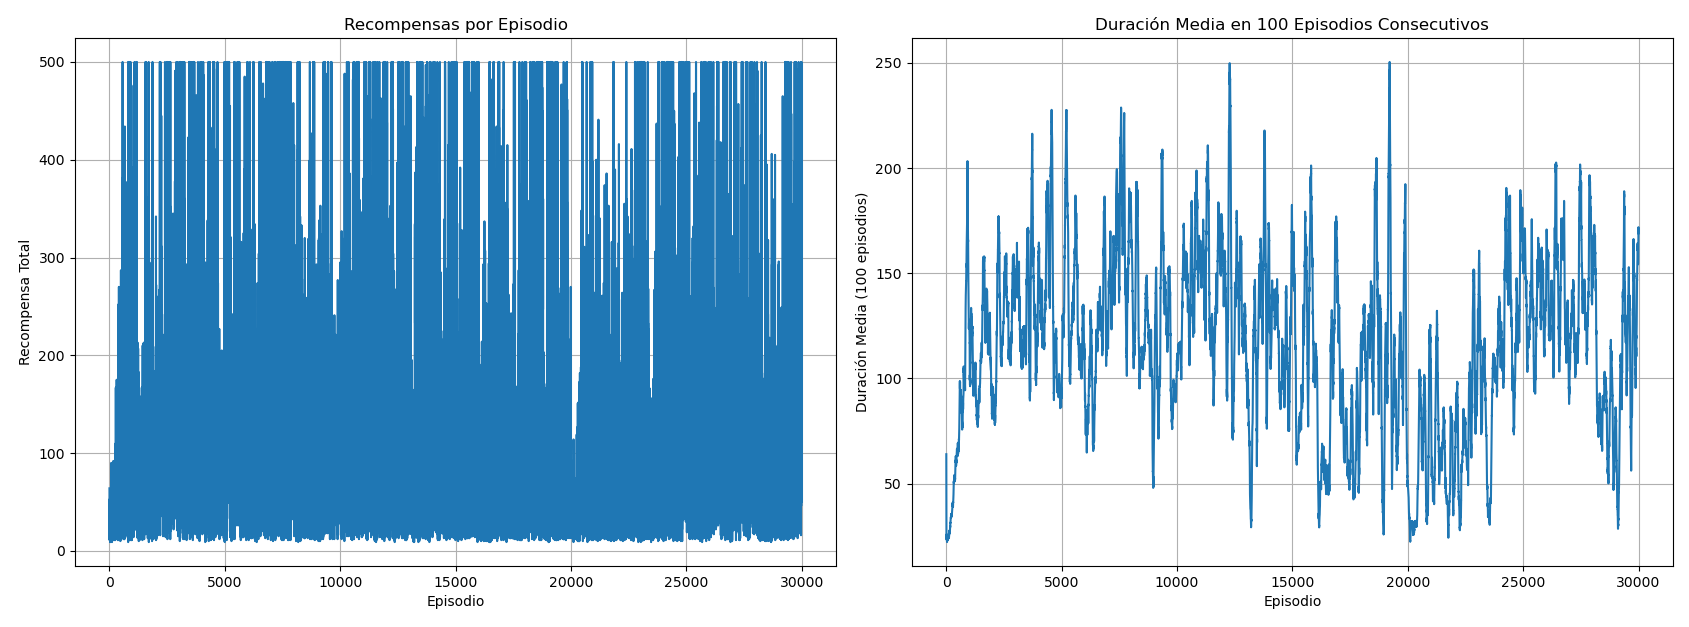 Recompensas por Episodio
Recompensa Total
500
400
300
200
100
0
0 5000 10000 15000 20000 25000 30000
Episodio
Duración Media en 100 Episodios Consecutivos
Duración Media (100 episodios)
250
200
150
100
50
0 5000 10000 15000 20000 25000 30000
Episodio